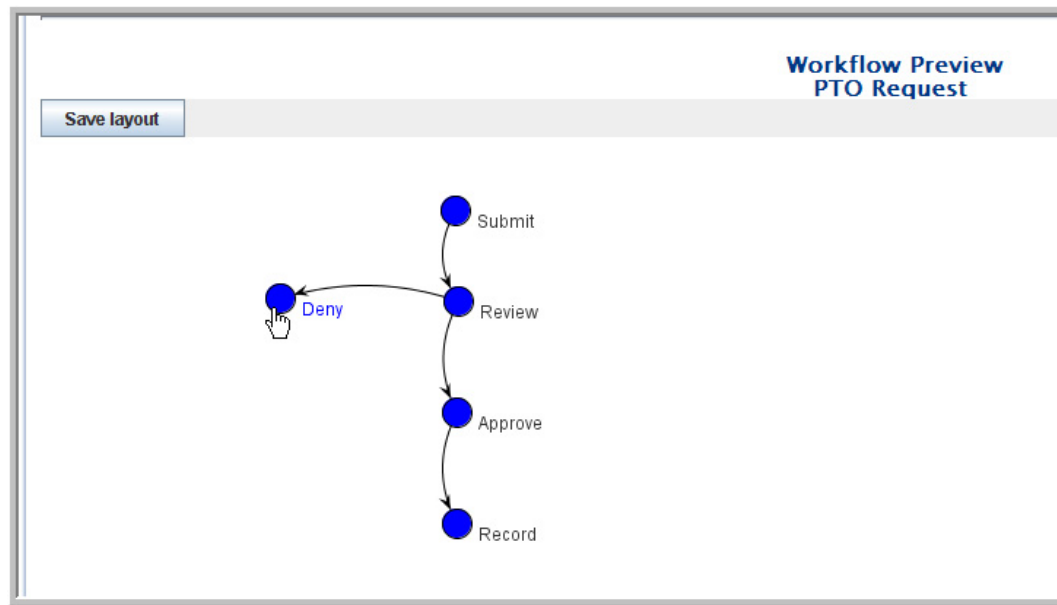 Workflow Preview
PTO Request
Save layout
Submit
Deny
Review
Approve
Record